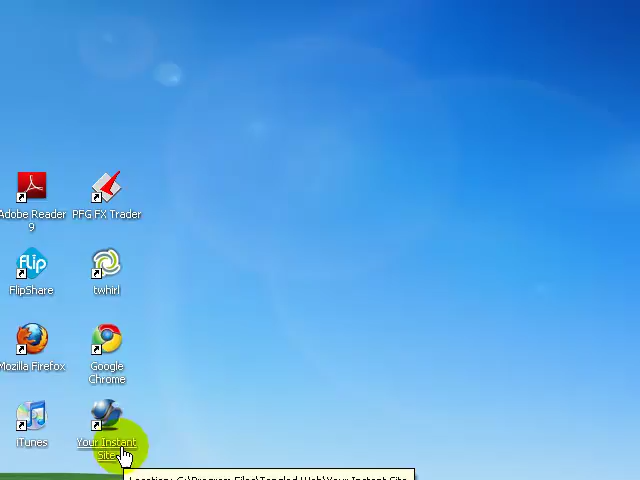 Adobe Reader
9
PFG FX Trader
flip
FlipShare
twhirl
Mozilla Firefox
Google
Chrome
iTunes
Your Instant
Site
Location: C:\Program Files\Tangled Web\Your Instant Site